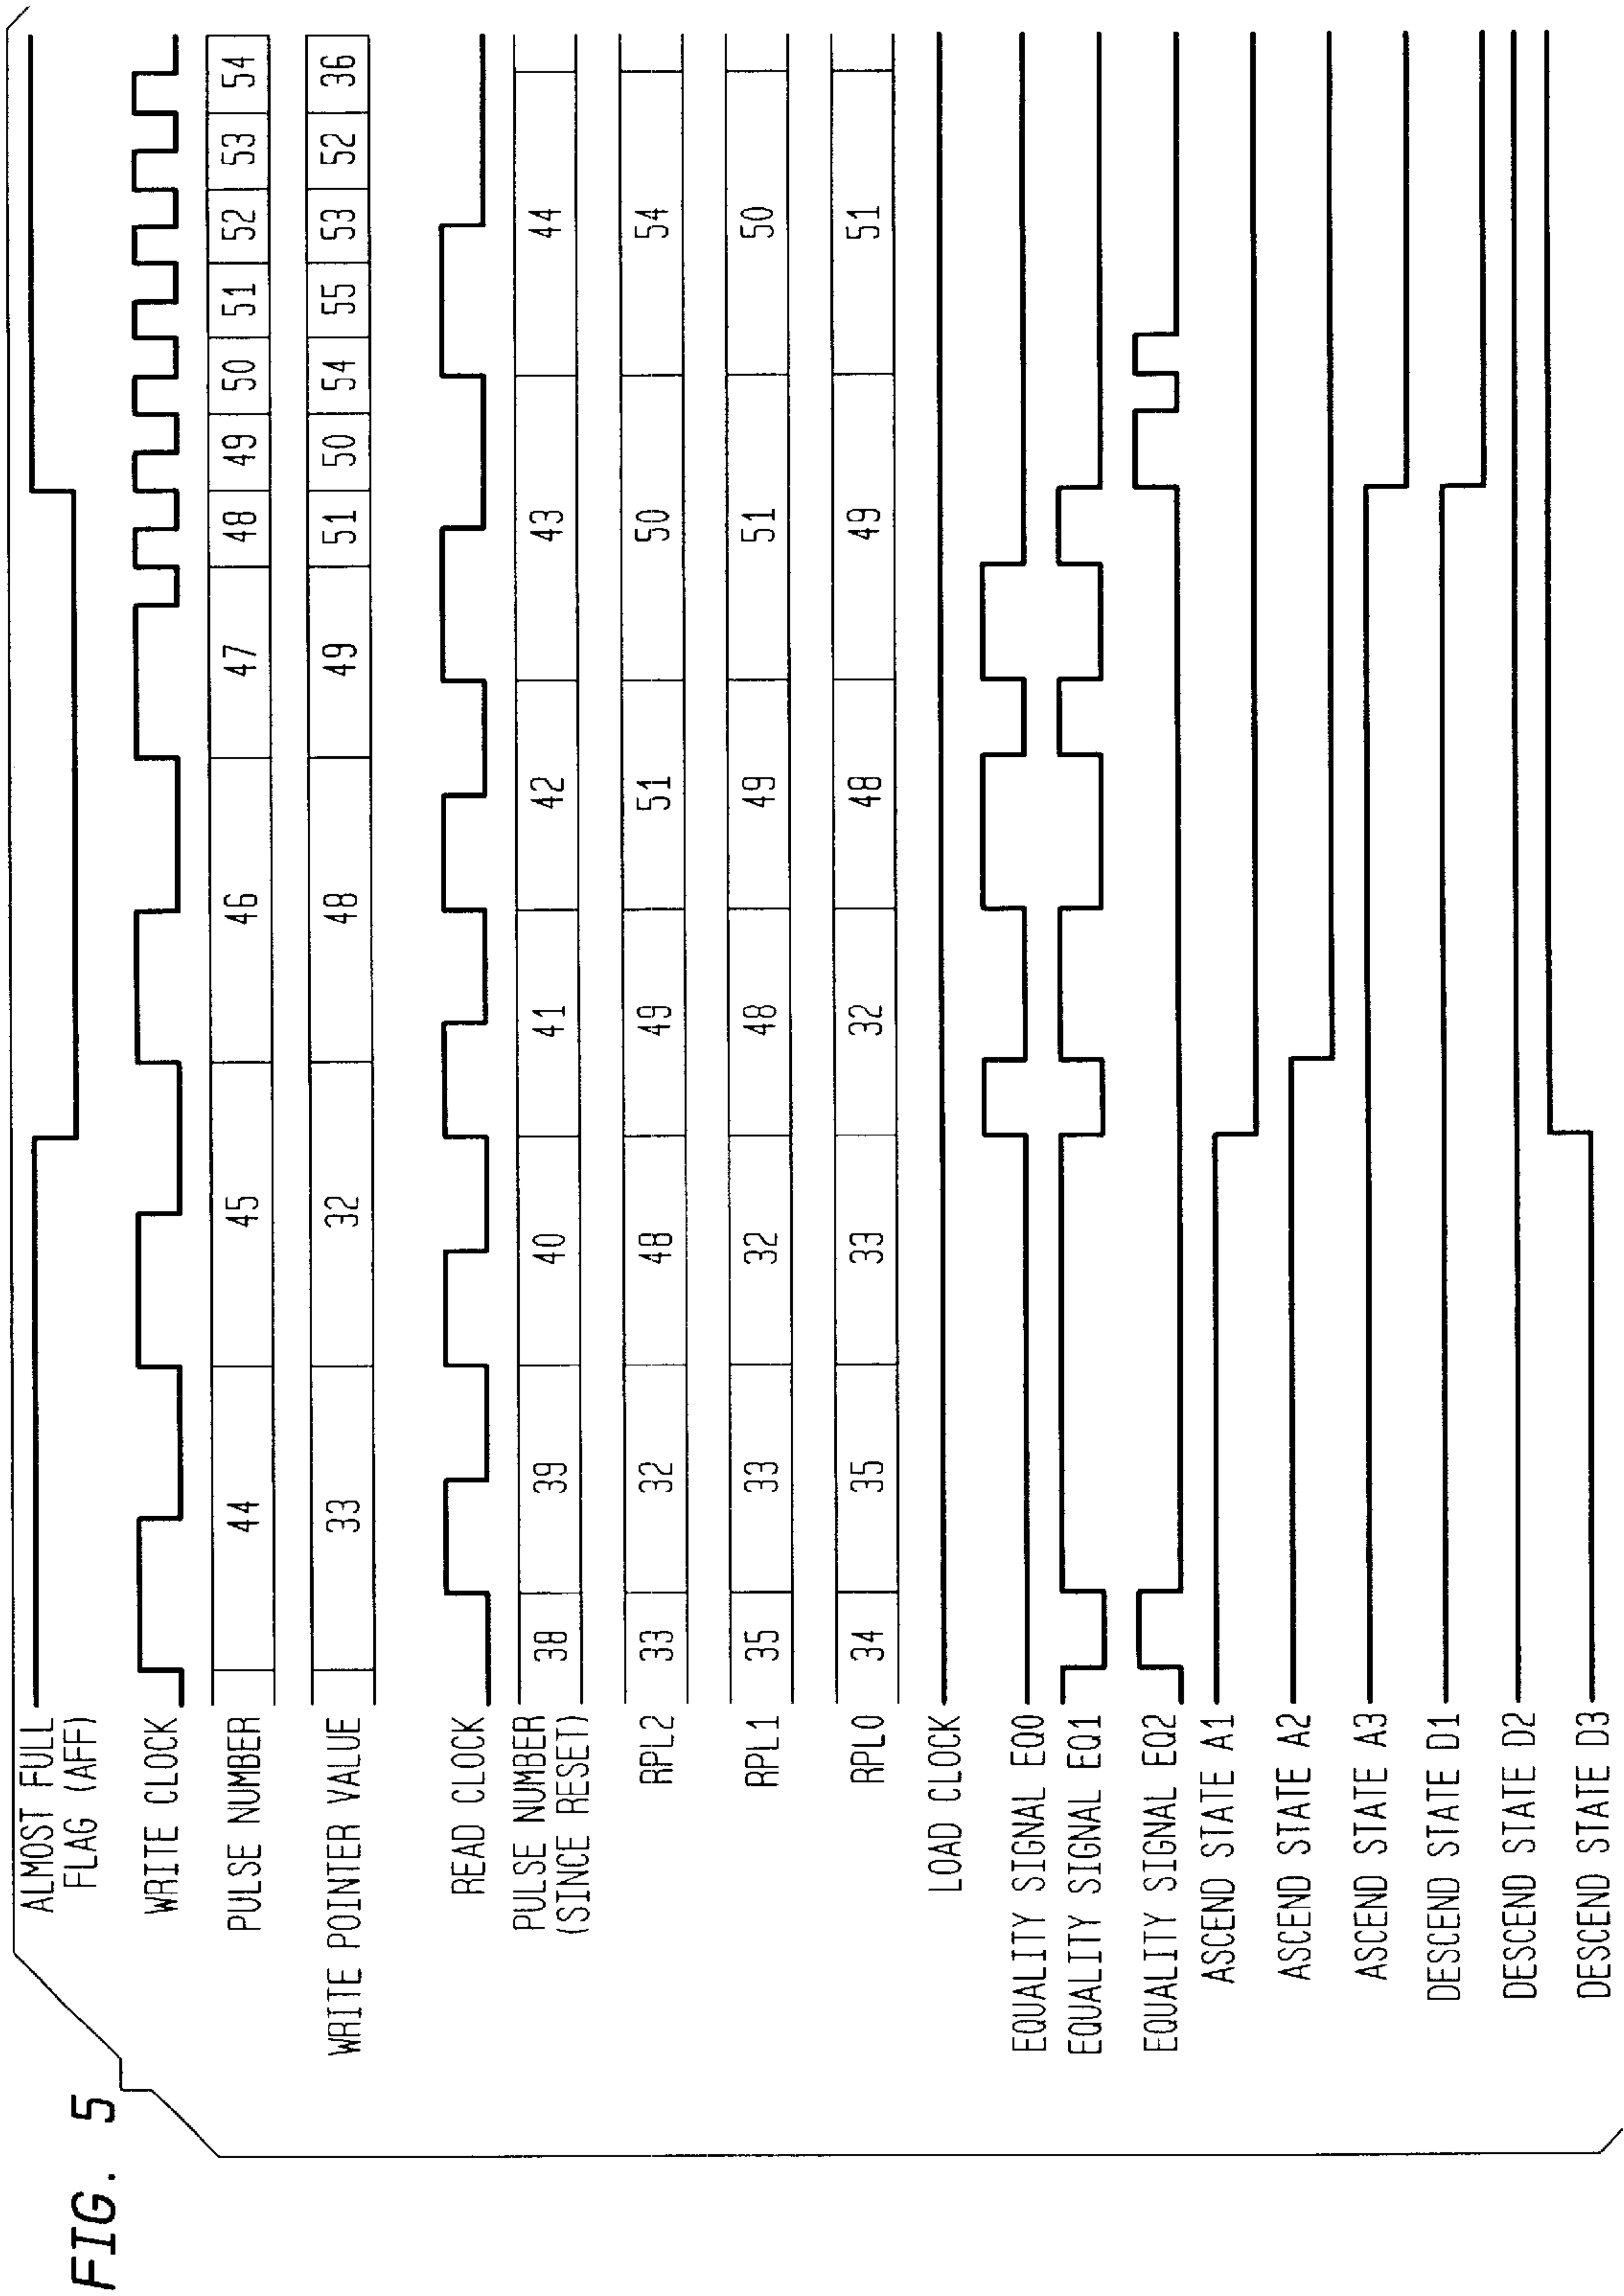 FIG. 5
ALMOST FULL
FLAG (AFF)
WRITE CLOCK
PULSE NUMBER 44 45 46 47 48 49 50 51 52 53 54
WRITE POINTER VALUE 33 32 48 49 51 50 54 55 53 52 36
READ CLOCK
PULSE NUMBER
(SINCE RESET) 38 39 40 41 42 43 44
RPL2 33 32 48 49 51 50 54
RPL1 35 33 32 48 49 51 50
RPL0 34 35 33 32 48 49 51
LOAD CLOCK
EQUALITY SIGNAL EQ0
EQUALITY SIGNAL EQ1
EQUALITY SIGNAL EQ2
ASCEND STATE A1
ASCEND STATE A2
ASCEND STATE A3
DESCEND STATE D1
DESCEND STATE D2
DESCEND STATE D3